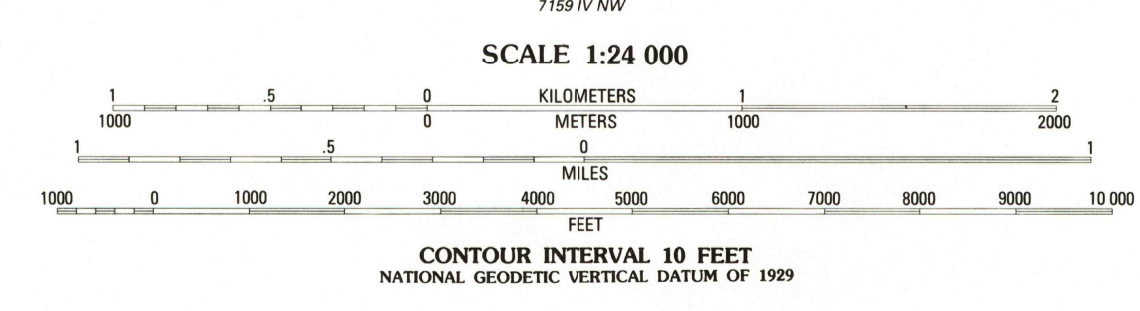 7159 IV NW
SCALE 1:24 000
1 .5 0 KILOMETERS 1 2
1000 0 METERS 1000 2000
1 .5 0 1
MILES
1000 0 1000 2000 3000 4000 5000 6000 7000 8000 9000 10 000
FEET
CONTOUR INTERVAL 10 FEET
NATIONAL GEODETIC VERTICAL DATUM OF 1929